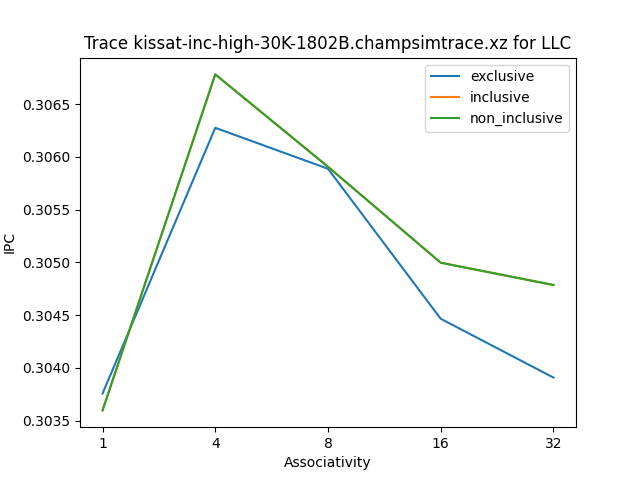 Trace kissat-inc-high-30K-1802B.champsimtrace.xz for LLC
exclusive
inclusive
non_inclusive
IPC
0.3065
0.3060
0.3055
0.3050
0.3045
0.3040
0.3035
1 4 8 16 32
Associativity